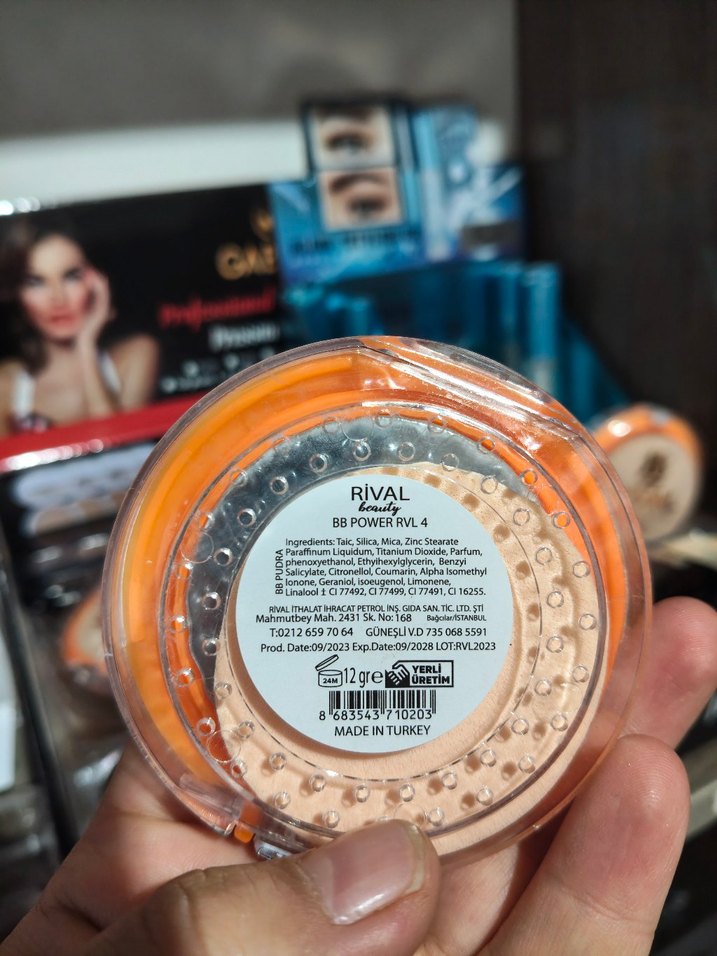 RİVAL
beauty
BB POWER RVL 4
BB PUDRA
Ingredients: Taic, Silica, Mica, Zinc Stearate
Paraffinum Liquidum, Titanium Dioxide, Parfum,
phenoxyethanol, Etyihexylglycerin, Benzyi
Salicylate, Citronellol, Coumarin, Alpha Isomethyl
Ionone, Geraniol, isoeugenol, Limonene,
Linalool ‡ CI 77492, CI 77499, CI 77491, CI 16255.
RİVAL İTHALAT İHRACAT PETROL İNŞ. GIDA SAN. TİC. LTD. ŞTİ
Mahmutbey Mah. 2431 Sk. No: 168 Bağcılar/İSTANBUL
T:0212 659 70 64 GÜNEŞLİ V.D 735 068 5591
Prod. Date:09/2023 Exp.Date:09/2028 LOT:RVL2023
24M 12 gr e YERLİ
ÜRETİM
8 683543 710203
MADE IN TURKEY